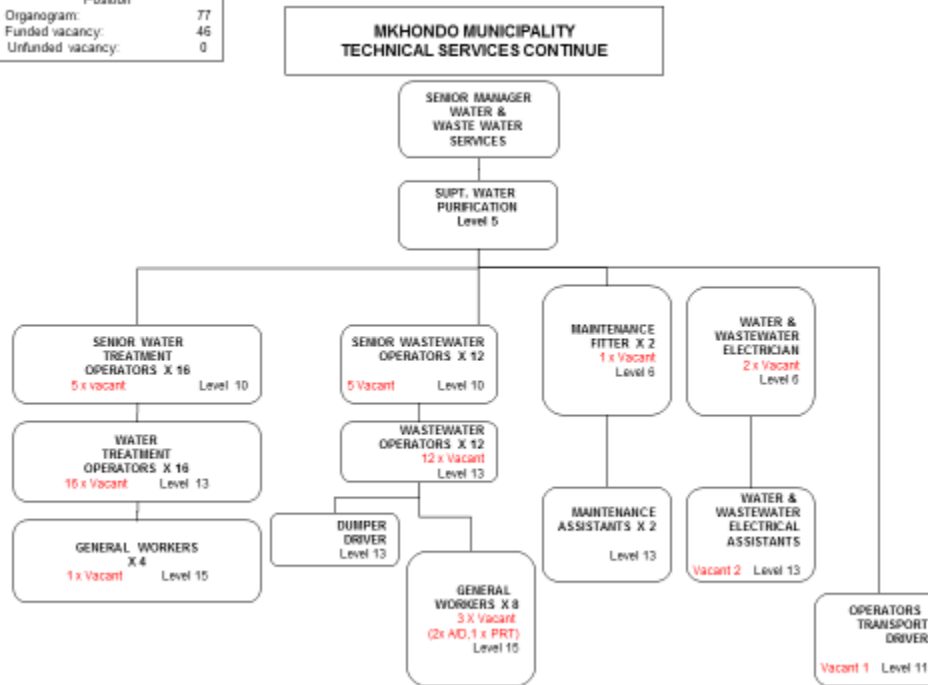 Position
Organogram: 77
Funded vacancy: 46
Unfunded vacancy: 0
MKHONDO MUNICIPALITY
TECHNICAL SERVICES CONTINUE
SENIOR MANAGER
WATER &
WASTE WATER
SERVICES
SUPT. WATER
PURIFICATION
Level 5
SENIOR WATER
TREATMENT
OPERATORS X 16
5 x vacant Level 10
SENIOR WASTEWATER
OPERATORS X 12
5 Vacant Level 10
MAINTENANCE
FITTER X 2
1 x Vacant
Level 6
WATER &
WASTEWATER
ELECTRICIAN
2 x Vacant
Level 6
WATER
TREATMENT
OPERATORS X 16
16 x Vacant Level 13
WASTEWATER
OPERATORS X 12
12 x Vacant
Level 13
GENERAL WORKERS
X 4
1 x Vacant Level 15
DUMPER
DRIVER
Level 13
GENERAL
WORKERS X 8
3 X Vacant
(2x A/D,1 x PRT)
Level 15
MAINTENANCE
ASSISTANTS X 2
Level 13
WATER &
WASTEWATER
ELECTRICAL
ASSISTANTS
Vacant 2 Level 13
OPERATORS
TRANSPORT
DRIVER
Vacant 1 Level 11